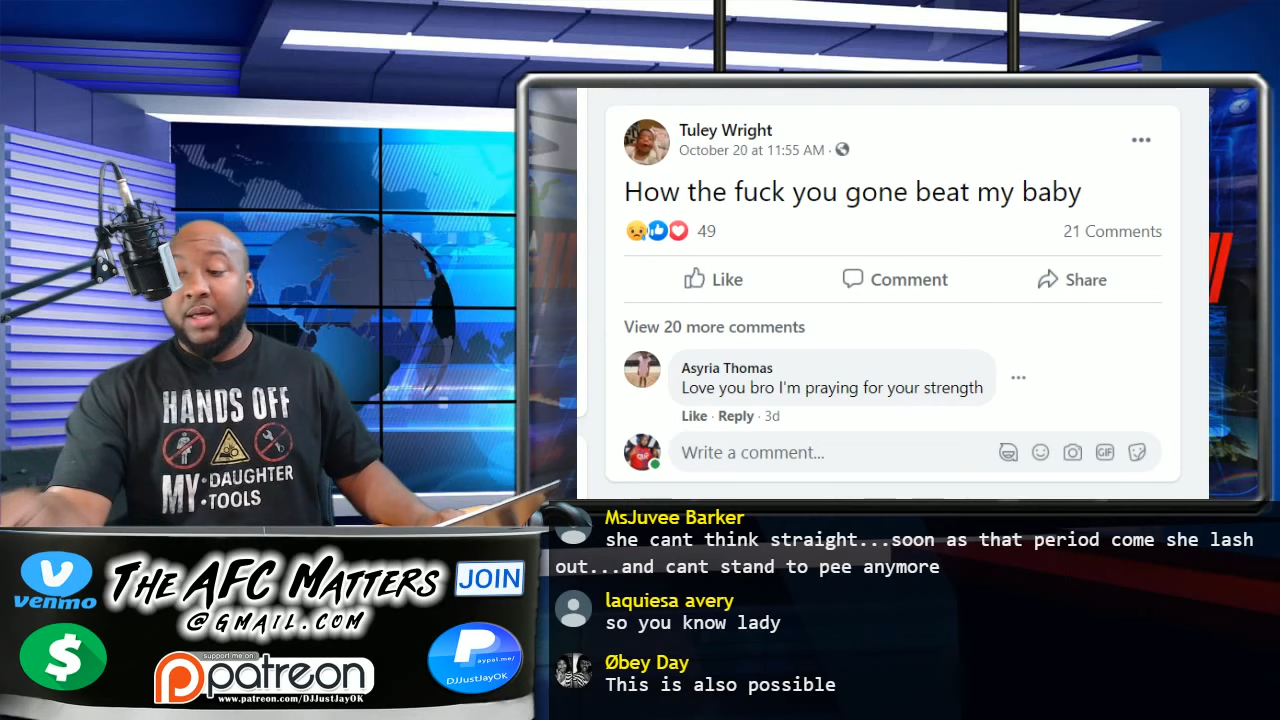 Tuley Wright
October 20 at 11:55 AM ·
How the fuck you gone beat my baby
49
21 Comments
Like
Comment
Share
View 20 more comments
Asyria Thomas
Love you bro I'm praying for your strength
Like · Reply · 3d
Write a comment...
GIF
HANDS OFF
MY · DAUGHTER
· TOOLS
MsJuvee Barker
she cant think straight...soon as that period come she lash
out...and cant stand to pee anymore
laquiesa avery
so you know lady
Øbey Day
This is also possible
venmo
THE AFC MATTERS
@GMAIL.COM
JOIN
$
support me on
patreon
www.patreon.com/DJJustJayOK
Paypal.me/
DJJustJayOK